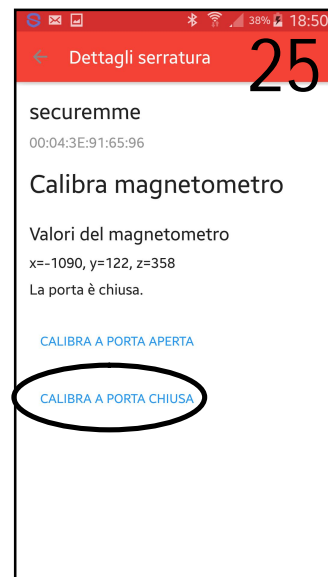 38% 18:50
Dettagli serratura
25
securemme
00:04:3E:91:65:96
Calibra magnetometro
Valori del magnetometro
x=-1090, y=122, z=358
La porta è chiusa.
CALIBRA A PORTA APERTA
CALIBRA A PORTA CHIUSA